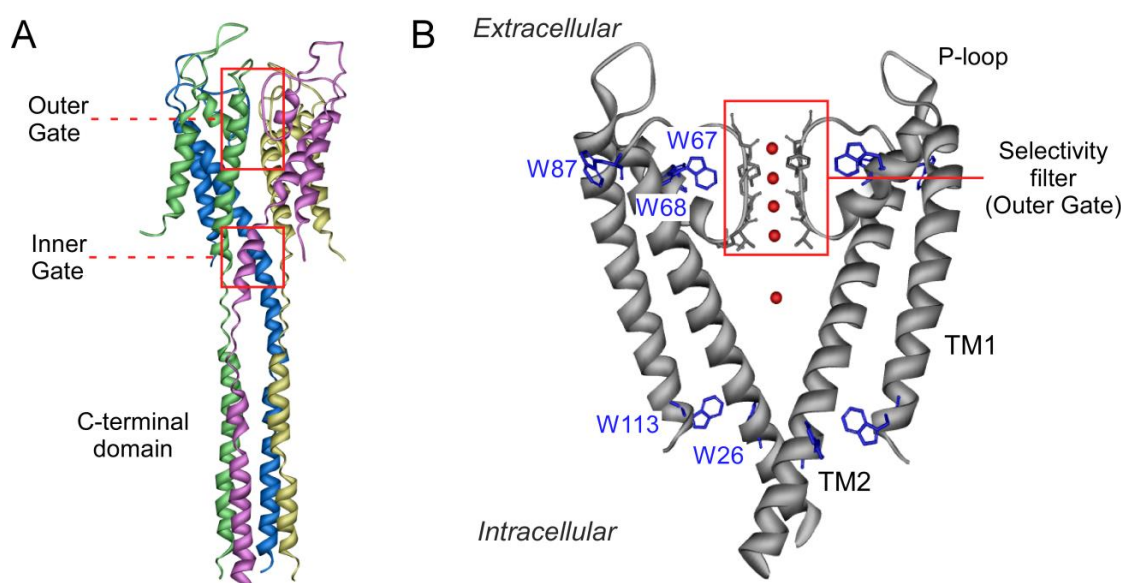 A
Outer
Gate
Inner
Gate
C-terminal
domain
B
Extracellular
P-loop
W67
W87
W68
Selectivity
filter
(Outer Gate)
TM1
W113
W26
TM2
Intracellular